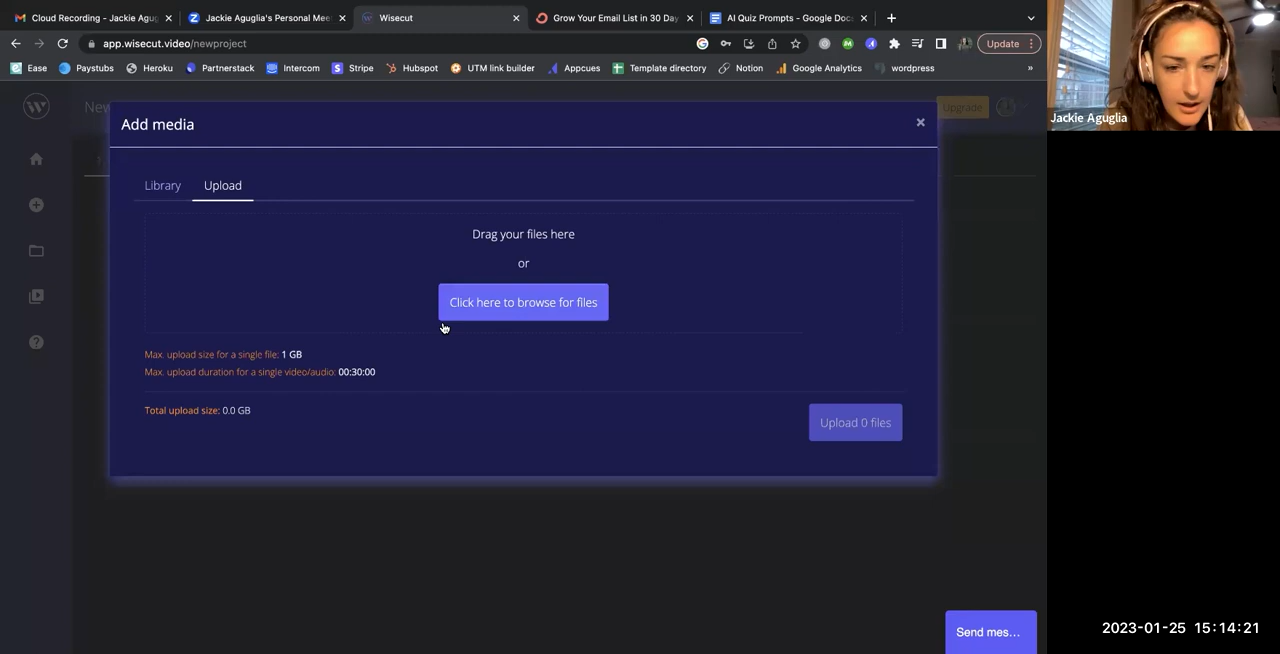 Cloud Recording - Jackie Agug
Jackie Aguglia's Personal Mee
Wisecut
Grow Your Email List in 30 Day
AI Quiz Prompts - Google Docs
app.wisecut.video/newproject
Update
Ease
Paystubs
Heroku
Partnerstack
Intercom
Stripe
Hubspot
UTM link builder
Appcues
Template directory
Notion
Google Analytics
wordpress
»
Jackie Aguglia
New
Upgrade
Add media
Library
Upload
Drag your files here
or
Click here to browse for files
Max. upload size for a single file: 1 GB
Max. upload duration for a single video/audio: 00:30:00
Total upload size: 0.0 GB
Upload 0 files
Send mes...
2023-01-25 15:14:21